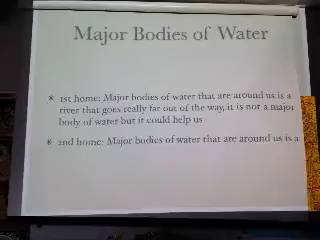 Major Bodies of Water
* 1st home: Major bodies of water that are around us is a
river that goes really far out of the way, it is not a major
body of water but it could help us
* 2nd home: Major bodies of water that are around us is a